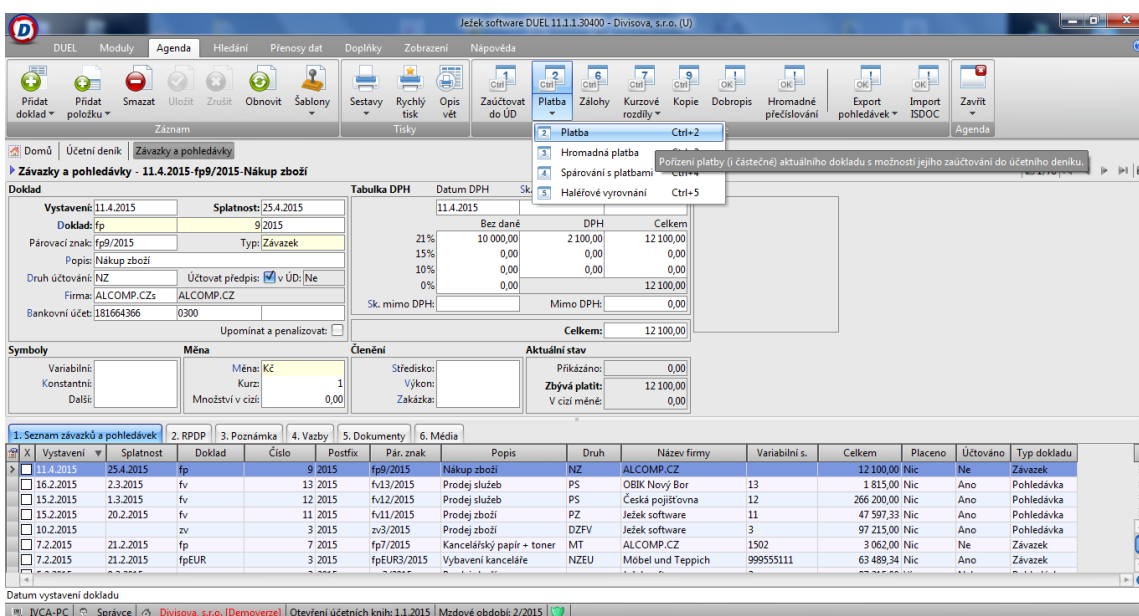 Ježek software DUEL 11.1.1.30400 - Divisova, s.r.o. (U)
DUEL Moduly Agenda Hledání Přenosy dat Doplňky Zobrazení Nápověda
Přidat doklad Přidat položku Smazat Uložit Zrušit Obnovit Šablony Sestavy Rychlý tisk Opis vět Zaúčtovat do ÚD Platba Zálohy Kurzové rozdíly Kopie Dobropis Hromadné přečíslování Export pohledávek Import ISDOC Zavřít
Záznam Tisky Agenda
2 Platba Ctrl+2
3 Hromadná platba
Pořízení platby (i částečné) aktuálního dokladu s možností jejího zaúčtování do účetního deníku.
4 Spárování s platbami Ctrl+4
5 Haléřové vyrovnání Ctrl+5
Domů Účetní deník Závazky a pohledávky
Závazky a pohledávky - 11.4.2015-fp9/2015-Nákup zboží
Doklad
Vystavení: 11.4.2015 Splatnost: 25.4.2015
Doklad: fp 9 2015
Párovací znak: fp9/2015 Typ: Závazek
Popis: Nákup zboží
Druh účtování: NZ Účtovat předpis: v ÚD: Ne
Firma: ALCOMP.CZs ALCOMP.CZ
Bankovní účet: 181664366 0300
Upomínat a penalizovat:
Tabulka DPH Datum DPH
11.4.2015
Bez daně DPH Celkem
21% 10 000,00 2 100,00 12 100,00
15% 0,00 0,00 0,00
10% 0,00 0,00 0,00
0% 0,00 12 100,00
Sk. mimo DPH: Mimo DPH: 0,00
Celkem: 12 100,00
Symboly Měna Členění Aktuální stav
Variabilní: Měna: Kč Středisko: Přikázáno: 0,00
Konstantní: Kurz: 1 Výkon: Zbývá platit: 12 100,00
Další: Množství v cizí: 0,00 Zakázka: V cizí měně: 0,00
1. Seznam závazků a pohledávek 2. RPDP 3. Poznámka 4. Vazby 5. Dokumenty 6. Média
X Vystavení Splatnost Doklad Číslo Postfix Pár. znak Popis Druh Název firmy Variabilní s. Celkem Placeno Účtováno Typ dokladu
11.4.2015 25.4.2015 fp 9 2015 fp9/2015 Nákup zboží NZ ALCOMP.CZ 12 100,00 Nic Ne Závazek
16.2.2015 2.3.2015 fv 13 2015 fv13/2015 Prodej služeb PS OBIK Nový Bor 13 1 815,00 Nic Ano Pohledávka
15.2.2015 1.3.2015 fv 12 2015 fv12/2015 Prodej služeb PS Česká pojišťovna 12 266 200,00 Nic Ano Pohledávka
15.2.2015 20.2.2015 fv 11 2015 fv11/2015 Prodej zboží PZ Ježek software 11 47 597,33 Nic Ano Pohledávka
10.2.2015 zv 3 2015 zv3/2015 Prodej zboží DZFV Ježek software 3 97 215,00 Nic Ano Pohledávka
7.2.2015 21.2.2015 fp 7 2015 fp7/2015 Kancelářský papír + toner MT ALCOMP.CZ 1502 3 062,00 Nic Ne Závazek
7.2.2015 21.2.2015 fpEUR 3 2015 fpEUR3/2015 Vybavení kanceláře NZEU Möbel und Teppich 999555111 63 489,34 Nic Ano Závazek
Datum vystavení dokladu
IVCA-PC Správce Divisova, s.r.o. [Demoverze] Otevření účetních knih: 1.1.2015 Mzdové období: 2/2015